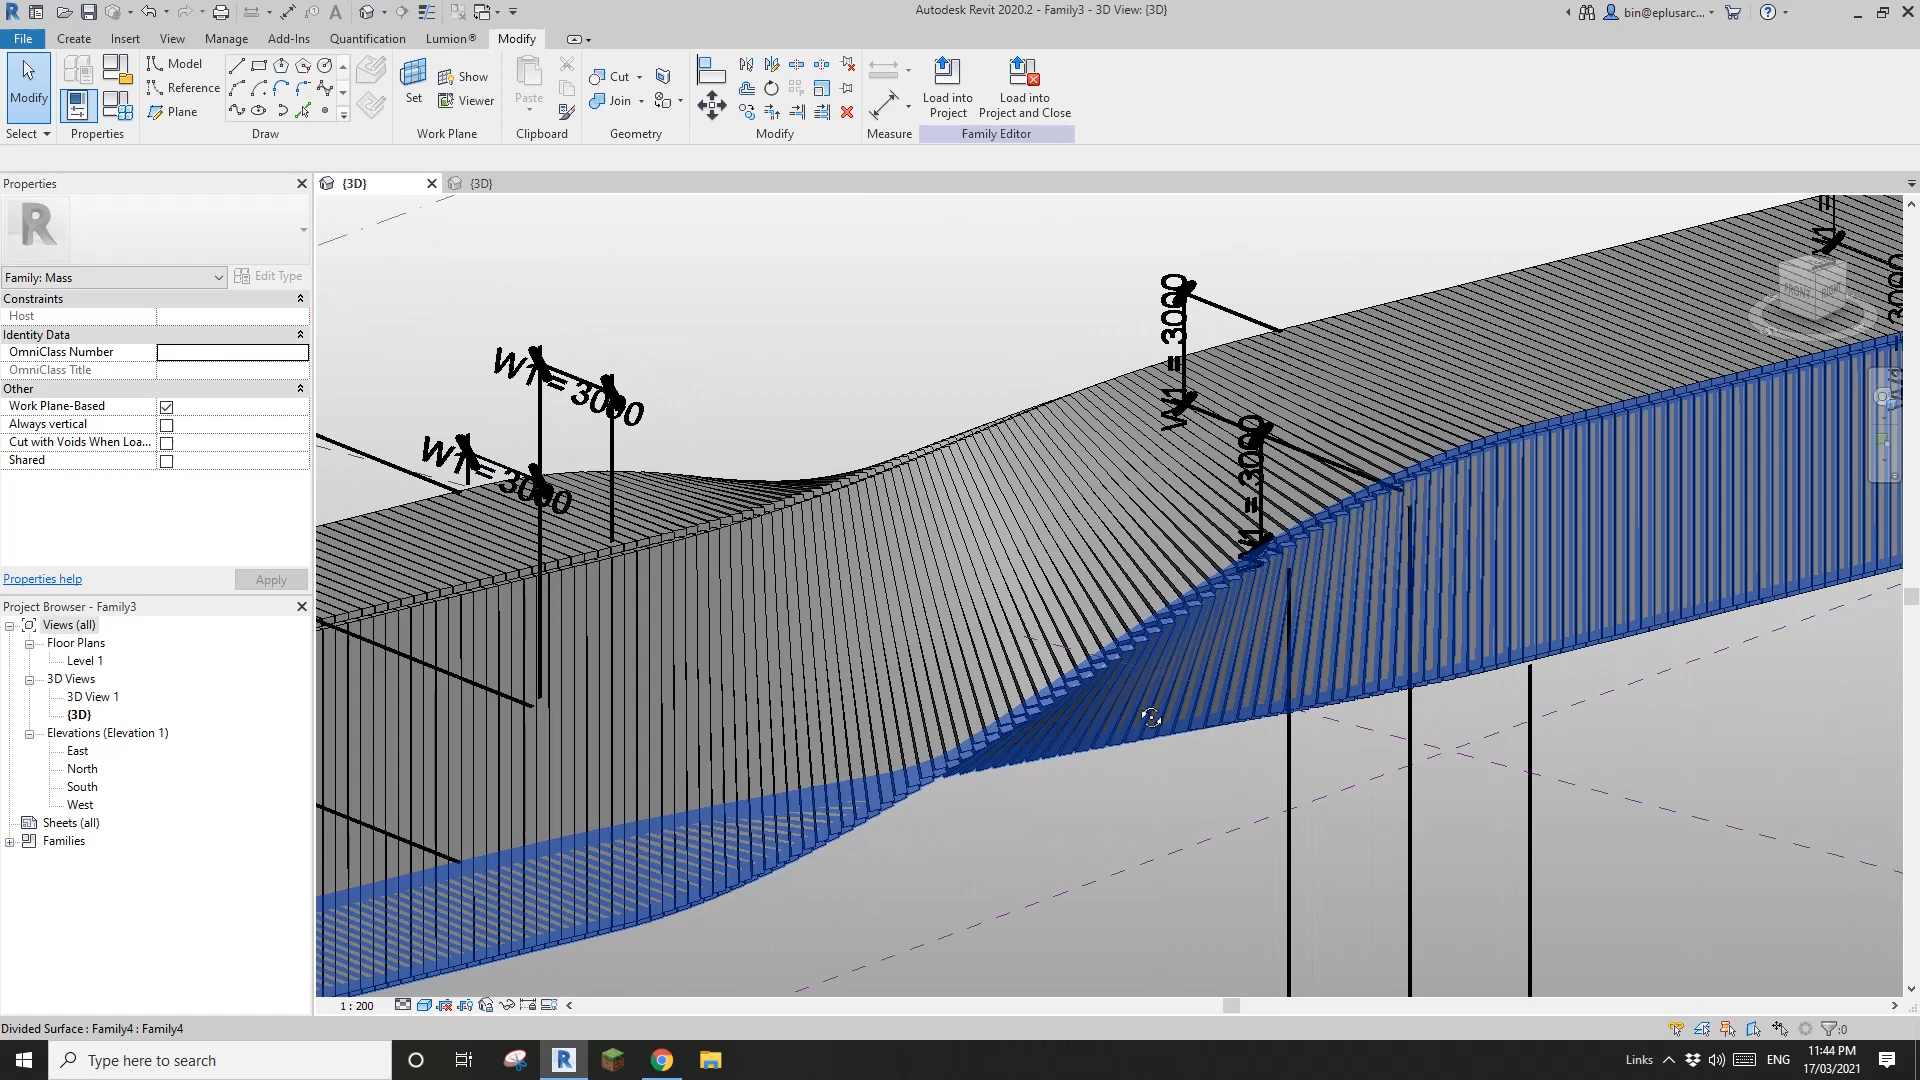 Autodesk Revit 2020.2 - Family3 - 3D View: {3D}
bin@eplusarc...
File Create Insert View Manage Add-Ins Quantification Lumion® Modify
Modify
Select
Properties
Model
Reference
Plane
Draw
Set
Show
Viewer
Work Plane
Paste
Clipboard
Cut
Join
Geometry
Modify
Measure
Load into
Project
Load into
Project and Close
Family Editor
Properties
{3D}
{3D}
Family: Mass
Edit Type
Constraints
Host
Identity Data
OmniClass Number
OmniClass Title
Other
Work Plane-Based
Always vertical
Cut with Voids When Loa...
Shared
Properties help
Apply
Project Browser - Family3
Views (all)
Floor Plans
Level 1
3D Views
3D View 1
{3D}
Elevations (Elevation 1)
East
North
South
West
Sheets (all)
Families
W1 = 3000
W1 = 3000
W1 = 3000
W1 = 3000
W1 =
3000
FRONT
RIGHT
1 : 200
Divided Surface : Family4 : Family4
:0
Type here to search
Links
ENG
11:44 PM
17/03/2021